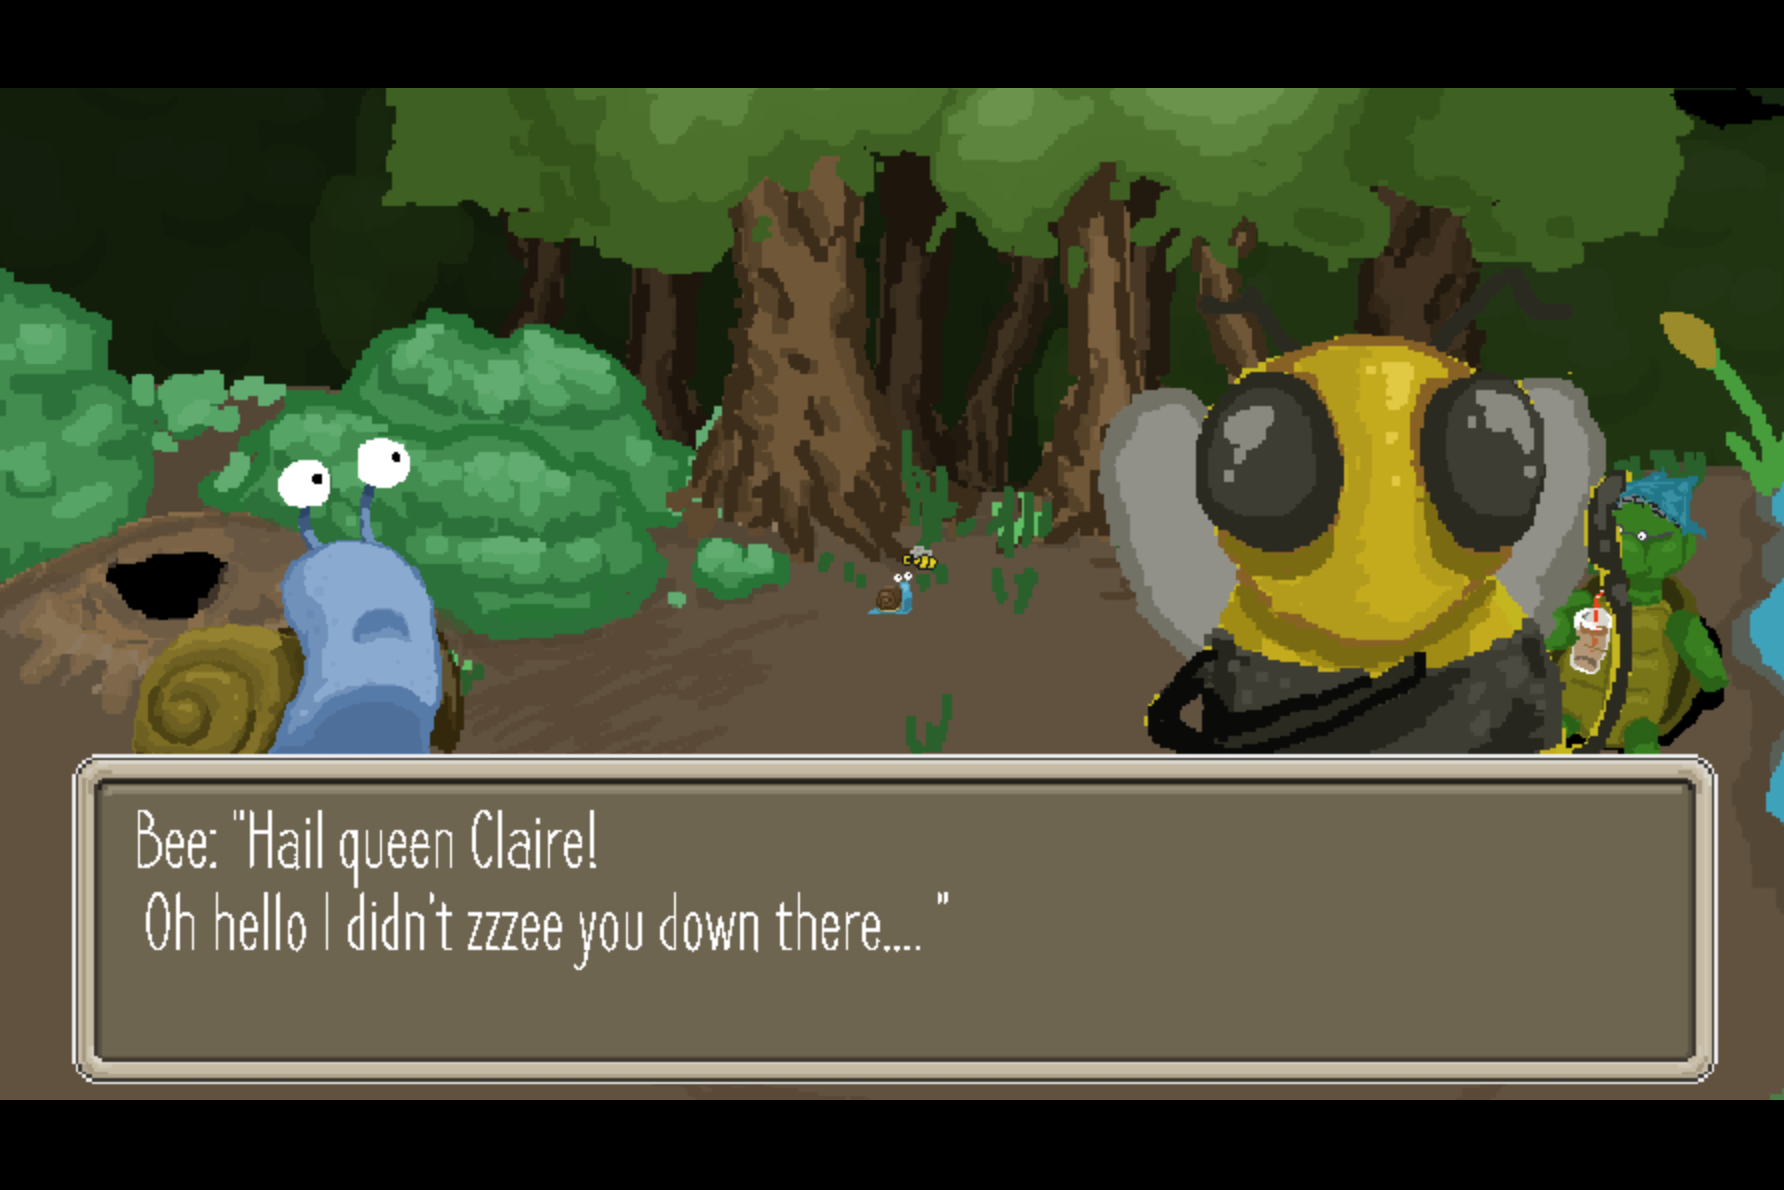 Bee: "Hail queen Claire!
Oh hello I didn't zzzee you down there.... "